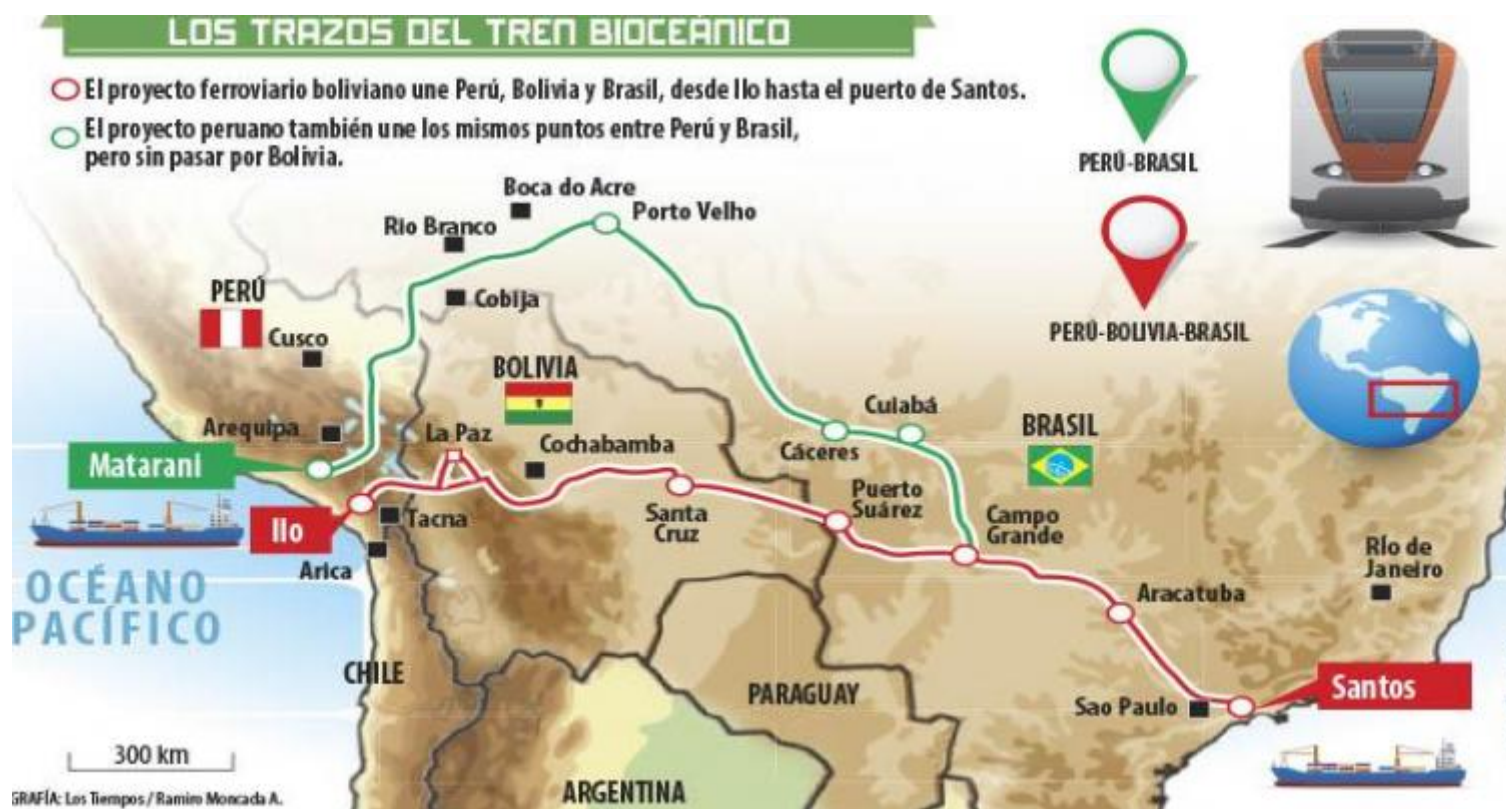 LOS TRAZOS DEL TREN BIOCEÁNICO
El proyecto ferroviario boliviano une Perú, Bolivia y Brasil, desde Ilo hasta el puerto de Santos.
El proyecto peruano también une los mismos puntos entre Perú y Brasil,
pero sin pasar por Bolivia.
PERÚ-BRASIL
PERÚ-BOLIVIA-BRASIL
Boca do Acre
Porto Velho
Río Branco
PERÚ
Cobija
Cusco
BOLIVIA
Arequipa
La Paz
Cochabamba
Cuiabá
BRASIL
Matarani
Cáceres
Puerto
Suárez
Ilo
Tacna
Santa
Cruz
Campo
Grande
Arica
Río de
Janeiro
OCÉANO
PACÍFICO
Aracatuba
CHILE
PARAGUAY
Santos
Sao Paulo
300 km
ARGENTINA
GRAFÍA: Los Tiempos / Ramiro Moncada A.